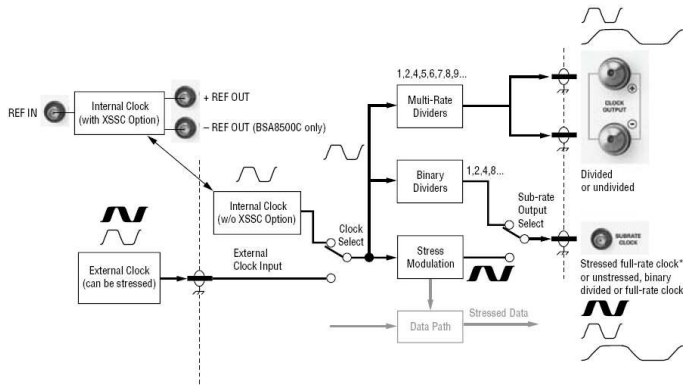 REF IN
Internal Clock
(with XSSC Option)
+ REF OUT
– REF OUT (BSA8500C only)
1,2,4,5,6,7,8,9...
Multi-Rate
Dividers
CLOCK
OUTPUT
Divided
or undivided
Internal Clock
(w/o XSSC Option)
Binary
Dividers
1,2,4,8...
Sub-rate
Output
Select
Clock
Select
External
Clock Input
External Clock
(can be stressed)
Stress
Modulation
SUBRATE
CLOCK
Stressed full-rate clock*
or unstressed, binary
divided or full-rate clock
Data Path
Stressed Data